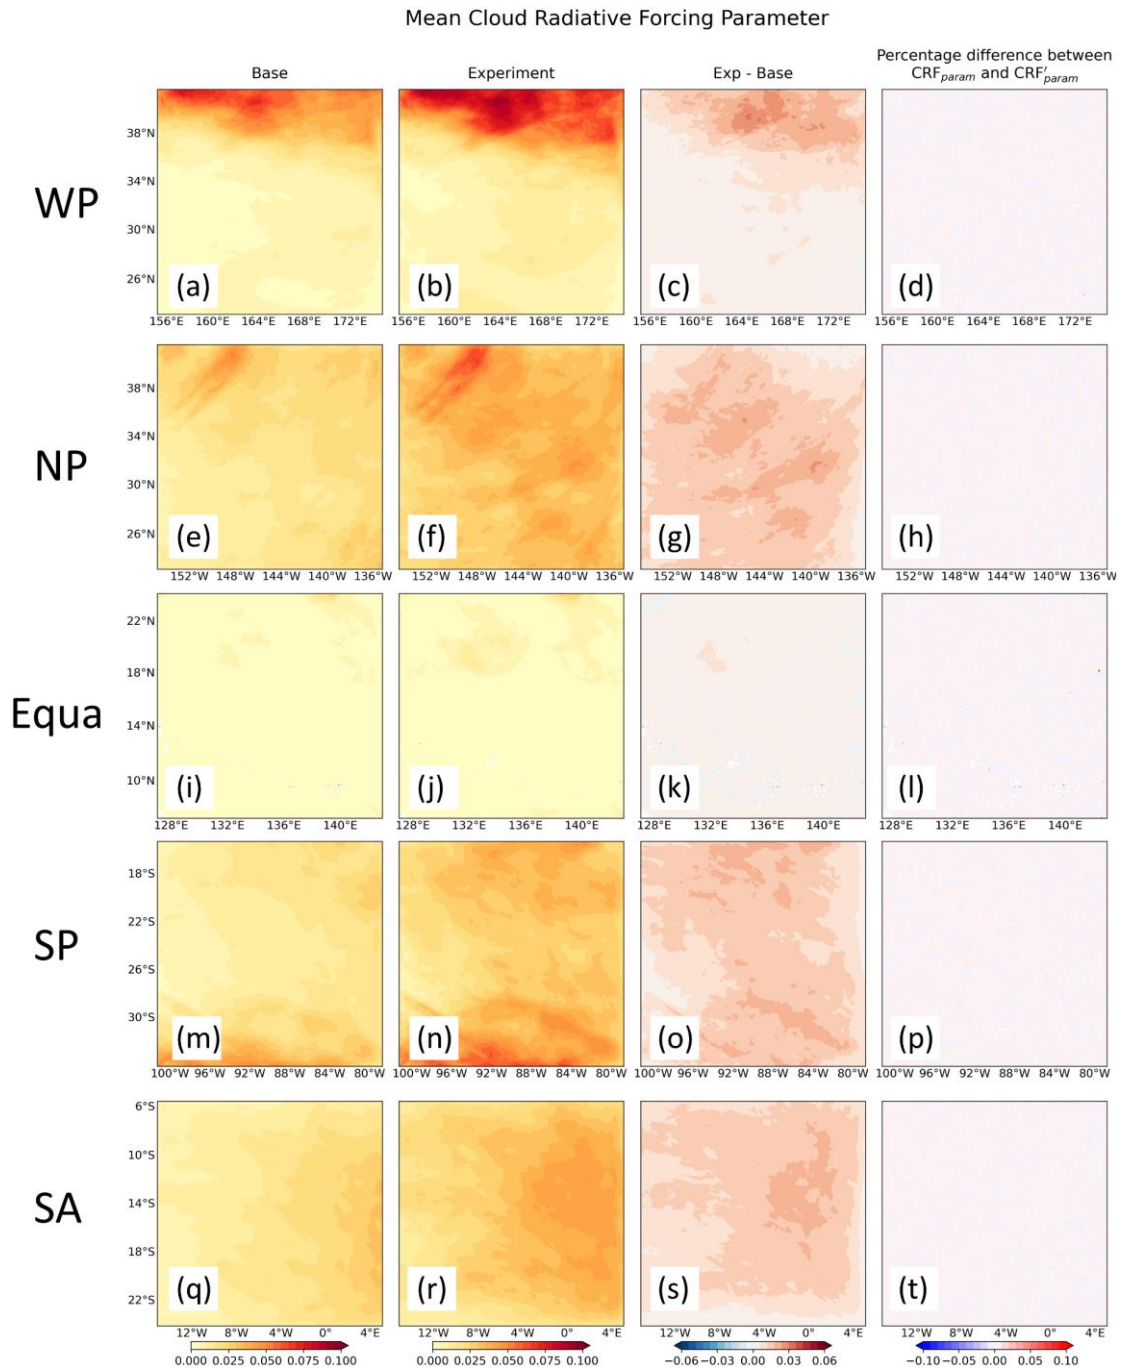 Mean Cloud Radiative Forcing Parameter
Base
Experiment
Exp - Base
Percentage difference between
CRF_param and CRF′_param
WP
38°N
34°N
30°N
26°N
(a)
(b)
(c)
(d)
156°E 160°E 164°E 168°E 172°E
156°E 160°E 164°E 168°E 172°E
156°E 160°E 164°E 168°E 172°E
156°E 160°E 164°E 168°E 172°E
NP
38°N
34°N
30°N
26°N
(e)
(f)
(g)
(h)
152°W 148°W 144°W 140°W 136°W
152°W 148°W 144°W 140°W 136°W
152°W 148°W 144°W 140°W 136°W
152°W 148°W 144°W 140°W 136°W
Equa
22°N
18°N
14°N
10°N
(i)
(j)
(k)
(l)
128°E 132°E 136°E 140°E
128°E 132°E 136°E 140°E
128°E 132°E 136°E 140°E
128°E 132°E 136°E 140°E
SP
18°S
22°S
26°S
30°S
(m)
(n)
(o)
(p)
100°W 96°W 92°W 88°W 84°W 80°W
100°W 96°W 92°W 88°W 84°W 80°W
100°W 96°W 92°W 88°W 84°W 80°W
100°W 96°W 92°W 88°W 84°W 80°W
SA
6°S
10°S
14°S
18°S
22°S
(q)
(r)
(s)
(t)
12°W 8°W 4°W 0° 4°E
12°W 8°W 4°W 0° 4°E
12°W 8°W 4°W 0° 4°E
12°W 8°W 4°W 0° 4°E
0.000 0.025 0.050 0.075 0.100
0.000 0.025 0.050 0.075 0.100
−0.06 −0.03 0.00 0.03 0.06
−0.10 −0.05 0.00 0.05 0.10